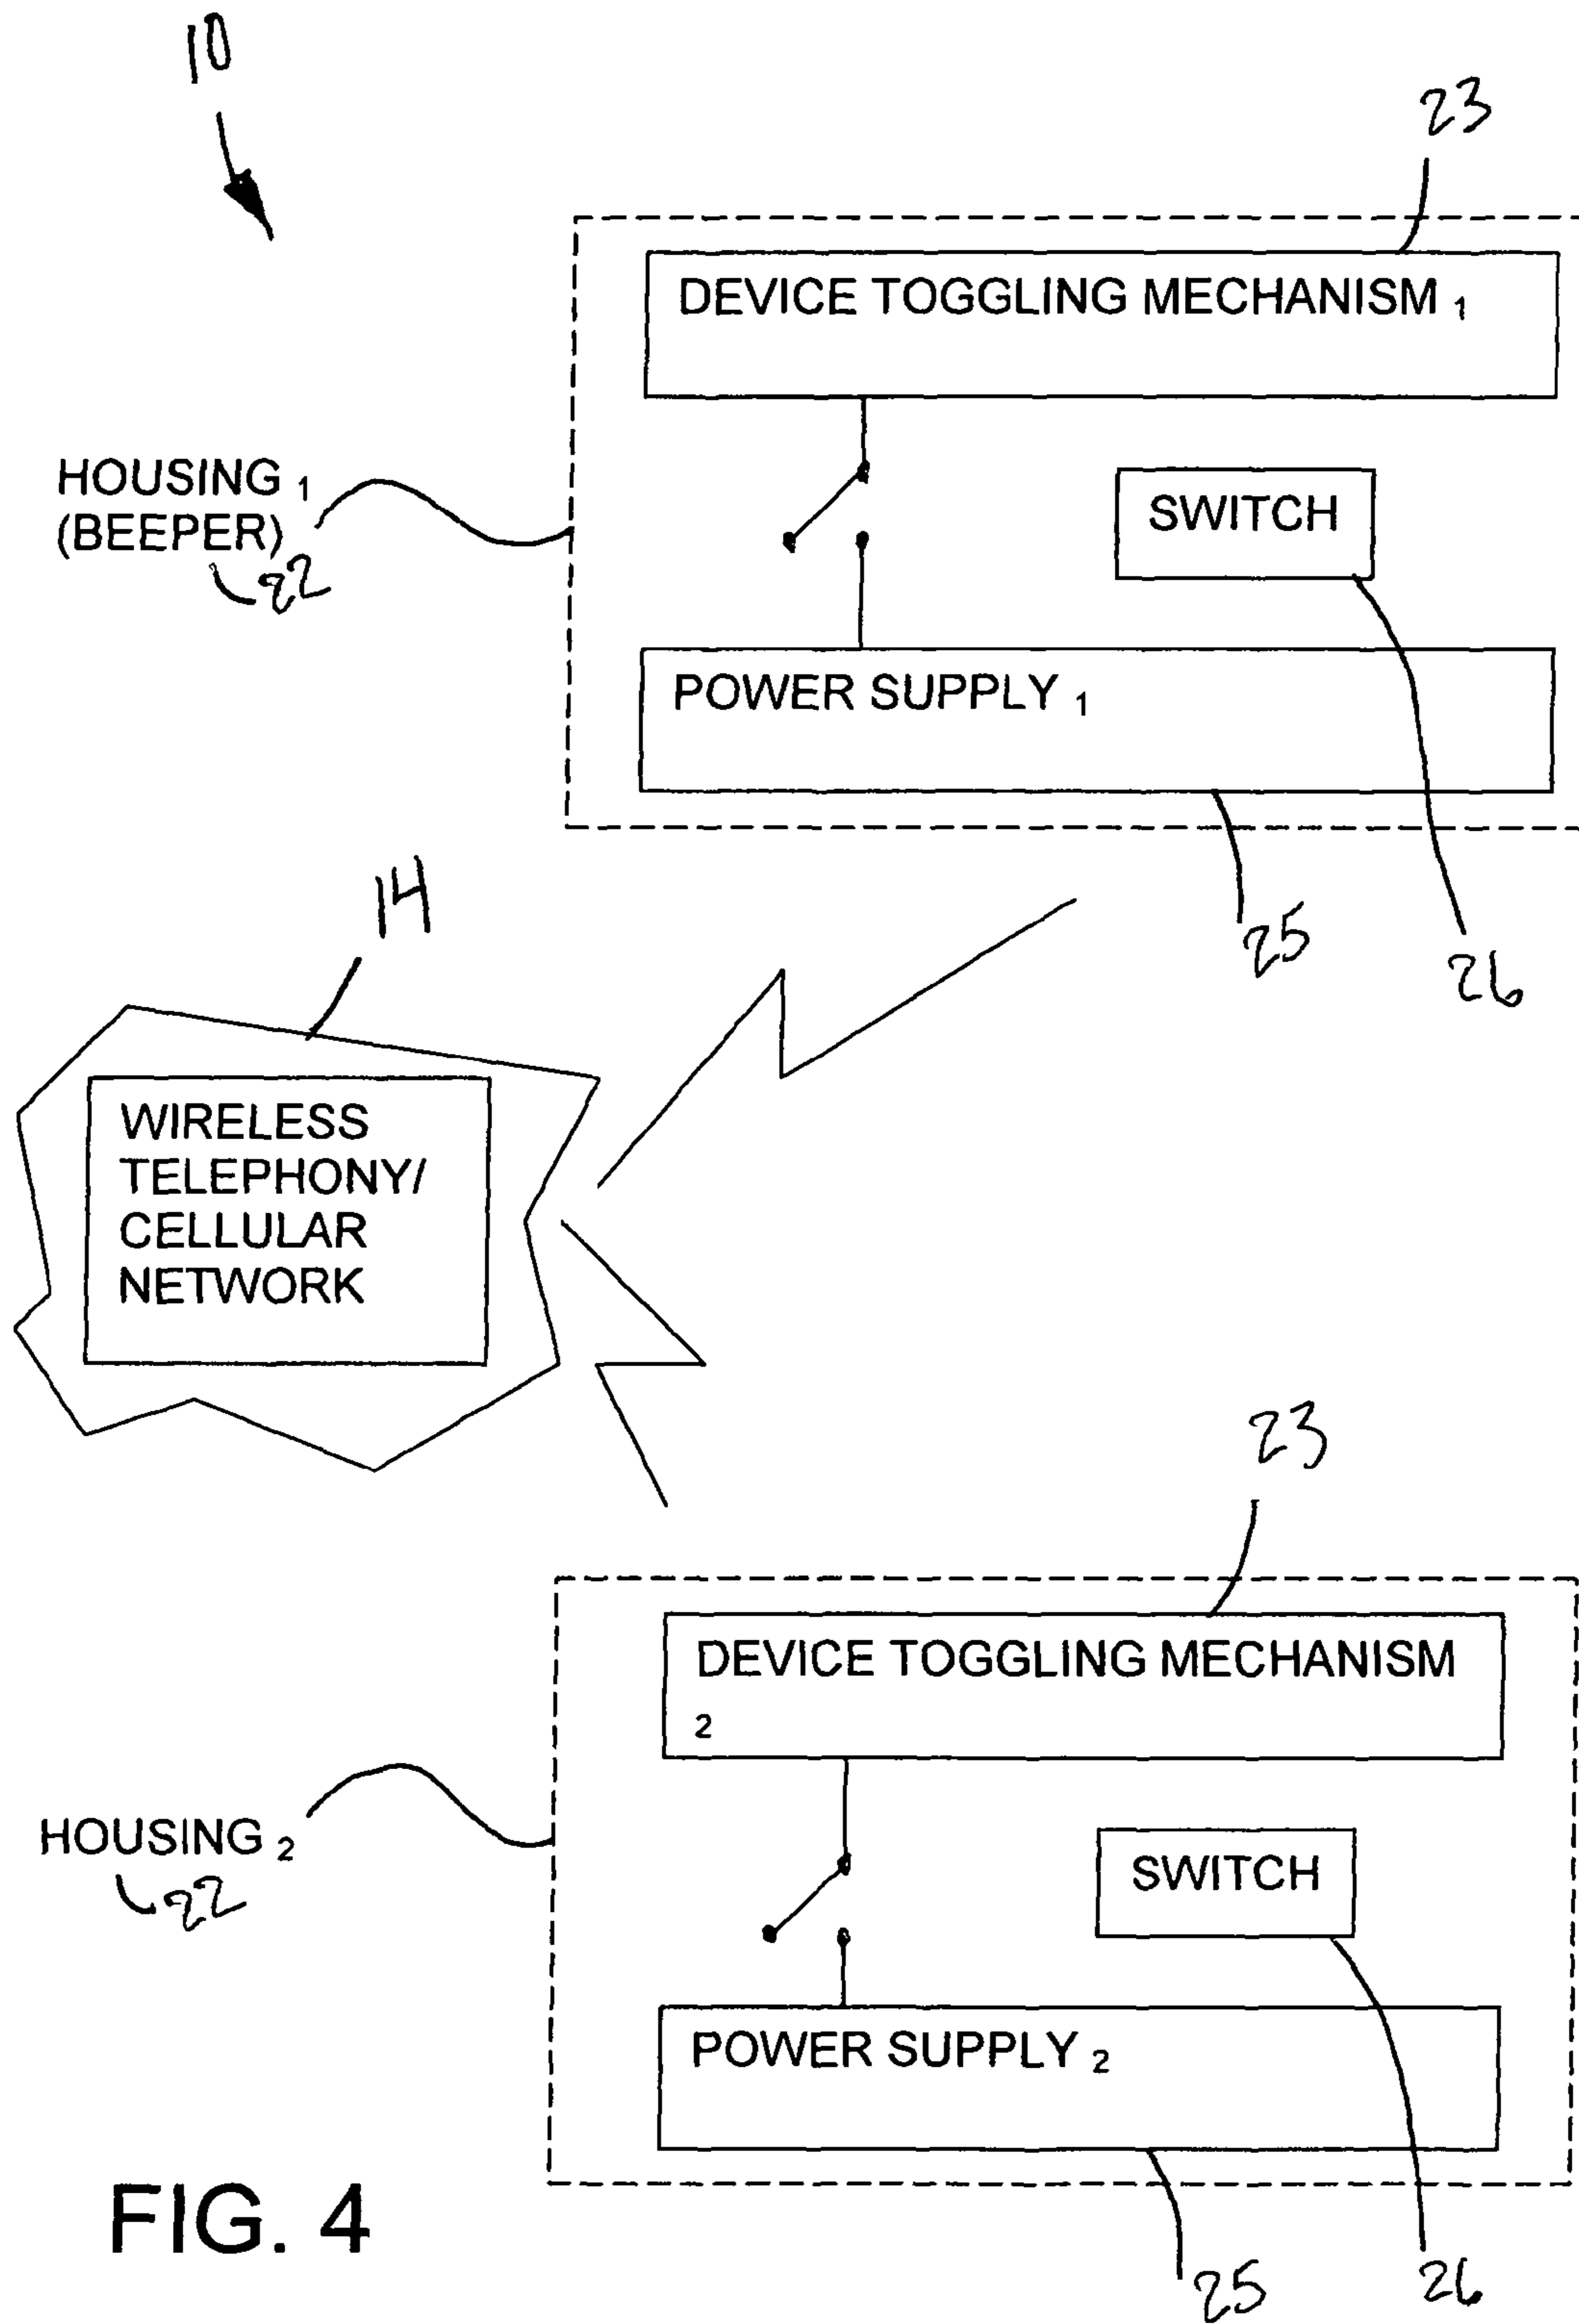 10
23
DEVICE TOGGLING MECHANISM 1
HOUSING 1
(BEEPER)
22
SWITCH
POWER SUPPLY 1
25
26
14
WIRELESS
TELEPHONY/
CELLULAR
NETWORK
23
DEVICE TOGGLING MECHANISM
2
HOUSING 2
22
SWITCH
POWER SUPPLY 2
25
26
FIG. 4